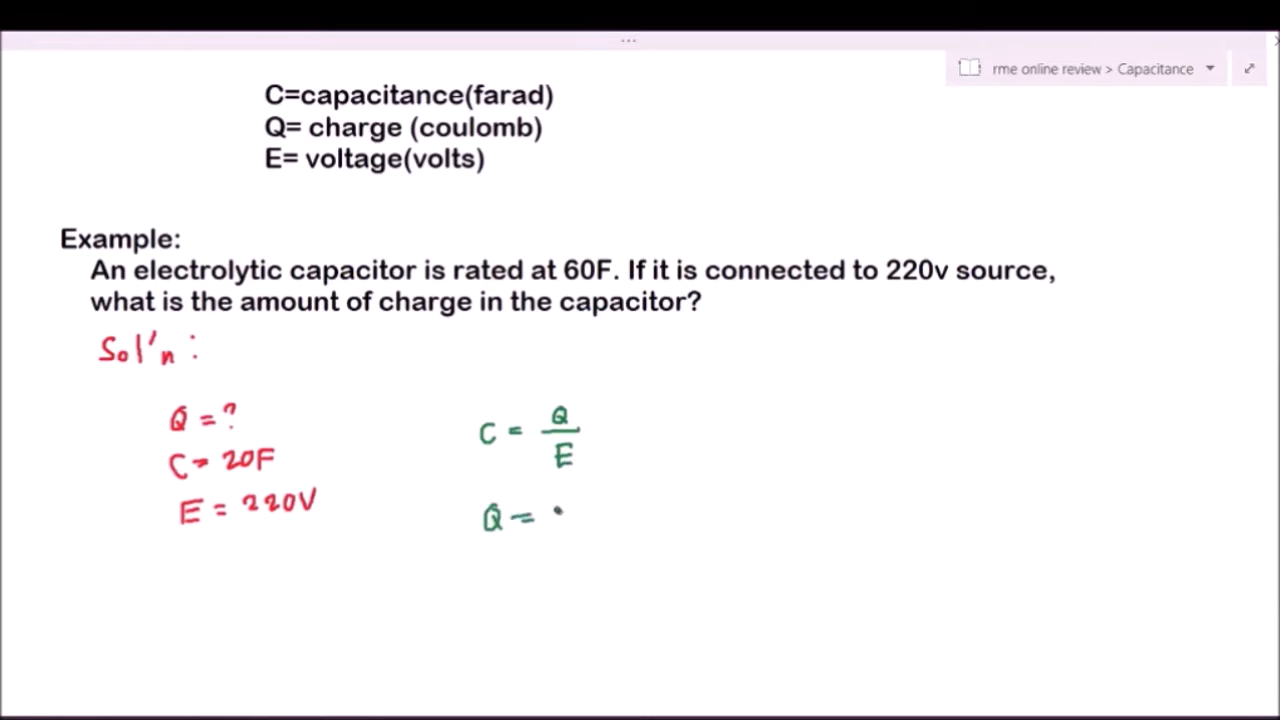 ...
rme online review > Capacitance
C=capacitance(farad)
Q= charge (coulomb)
E= voltage(volts)
Example:
An electrolytic capacitor is rated at 60F. If it is connected to 220v source,
what is the amount of charge in the capacitor?
Sol'n :
Q = ?
C = 20F
E = 220V
C = Q
E
Q =